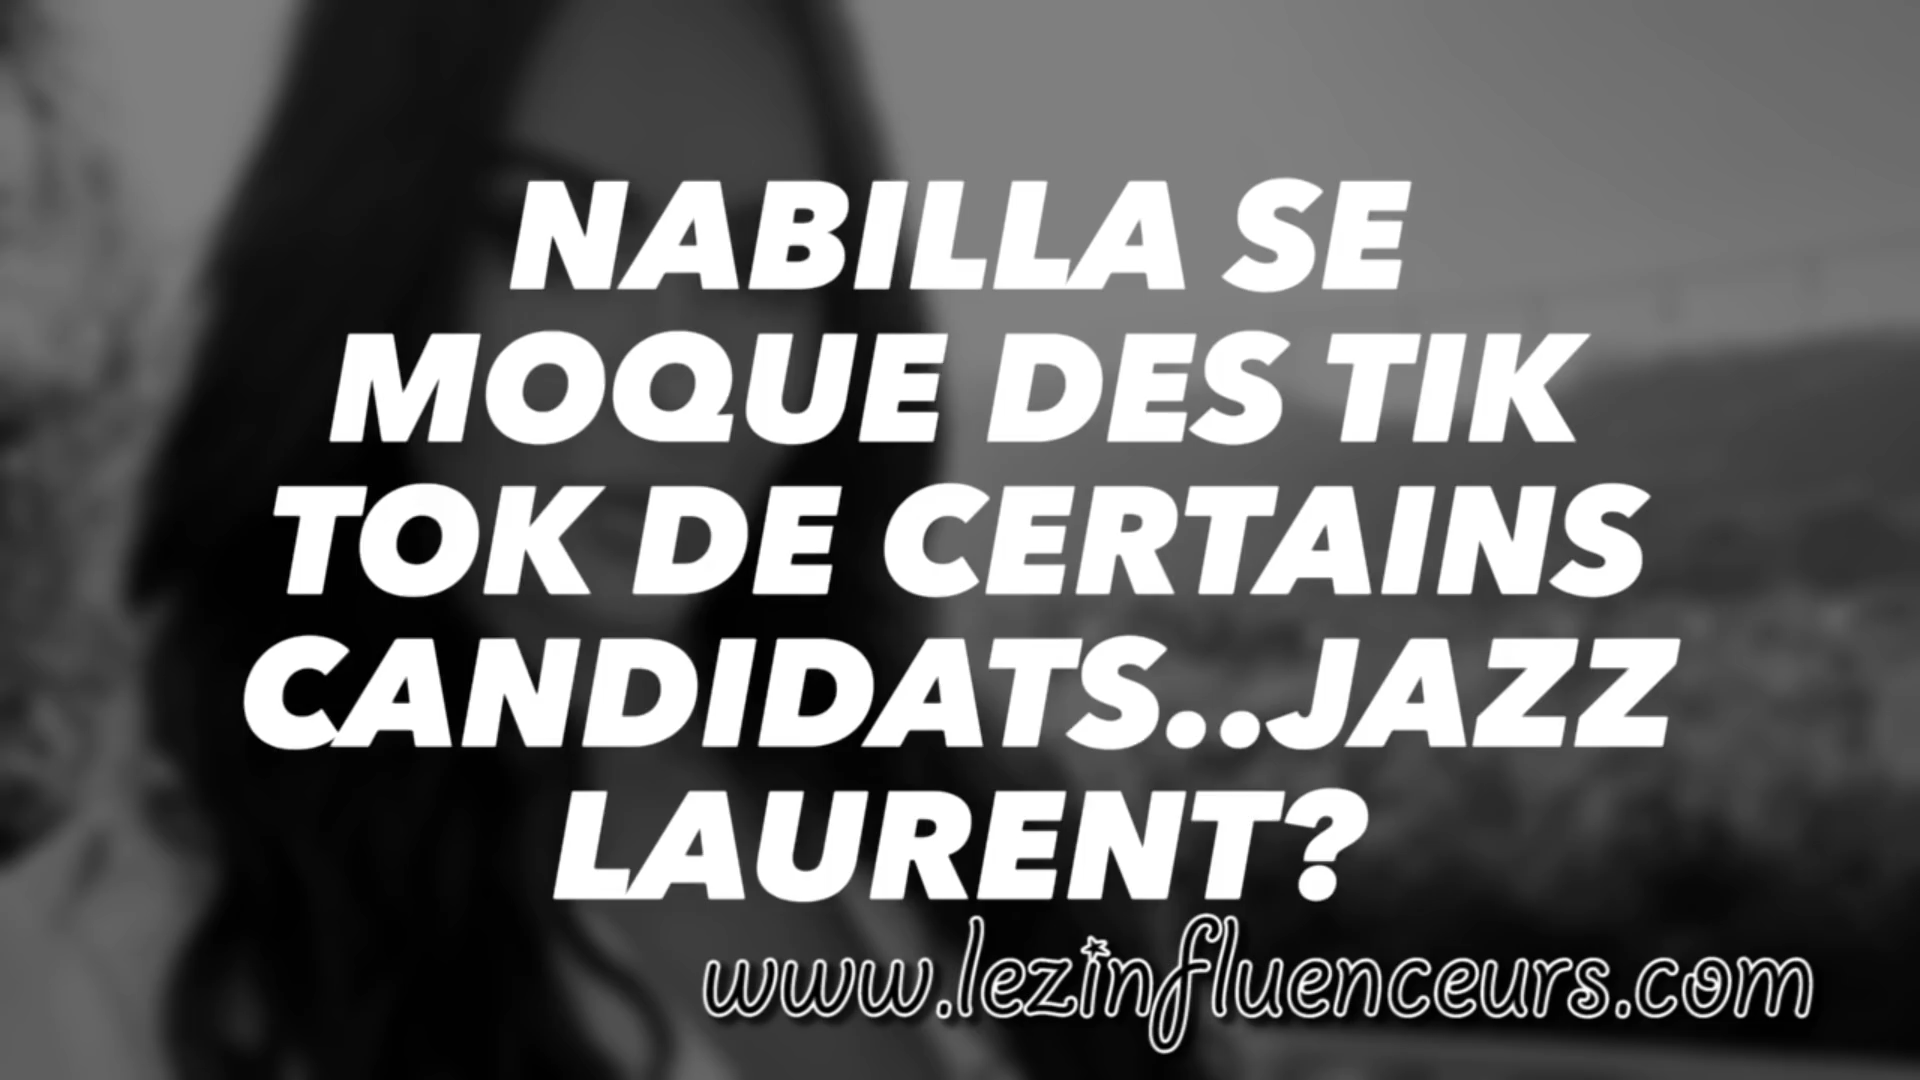 NABILLA SE
MOQUE DES TIK
TOK DE CERTAINS
CANDIDATS..JAZZ
LAURENT?
www.lezinfluenceurs.com